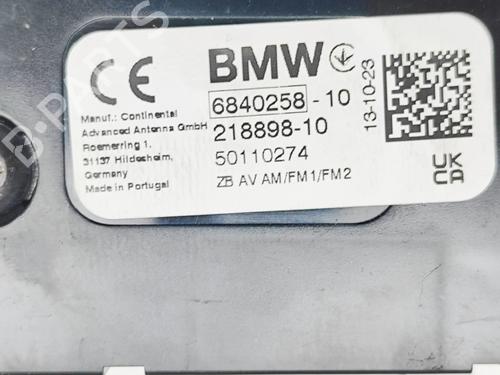 CE
BMW
6840258 - 10
218898-10
50110274
ZB AV AM/FM1/FM2
Manuf.: Continental
Advanced Antenna GmbH
Roemerring 1,
31137 Hildesheim,
Germany
Made in Portugal
13-10-23
UK
CA
B-PARTS